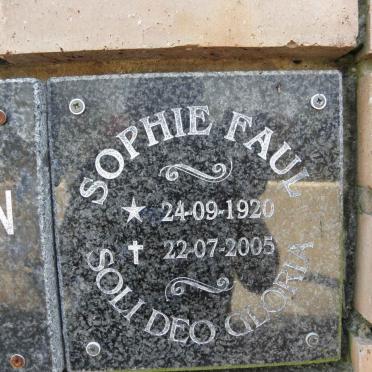 SOPHIE FAUL
★ 24-09-1920
✝ 22-07-2005
SOLI DEO GLORIA
N